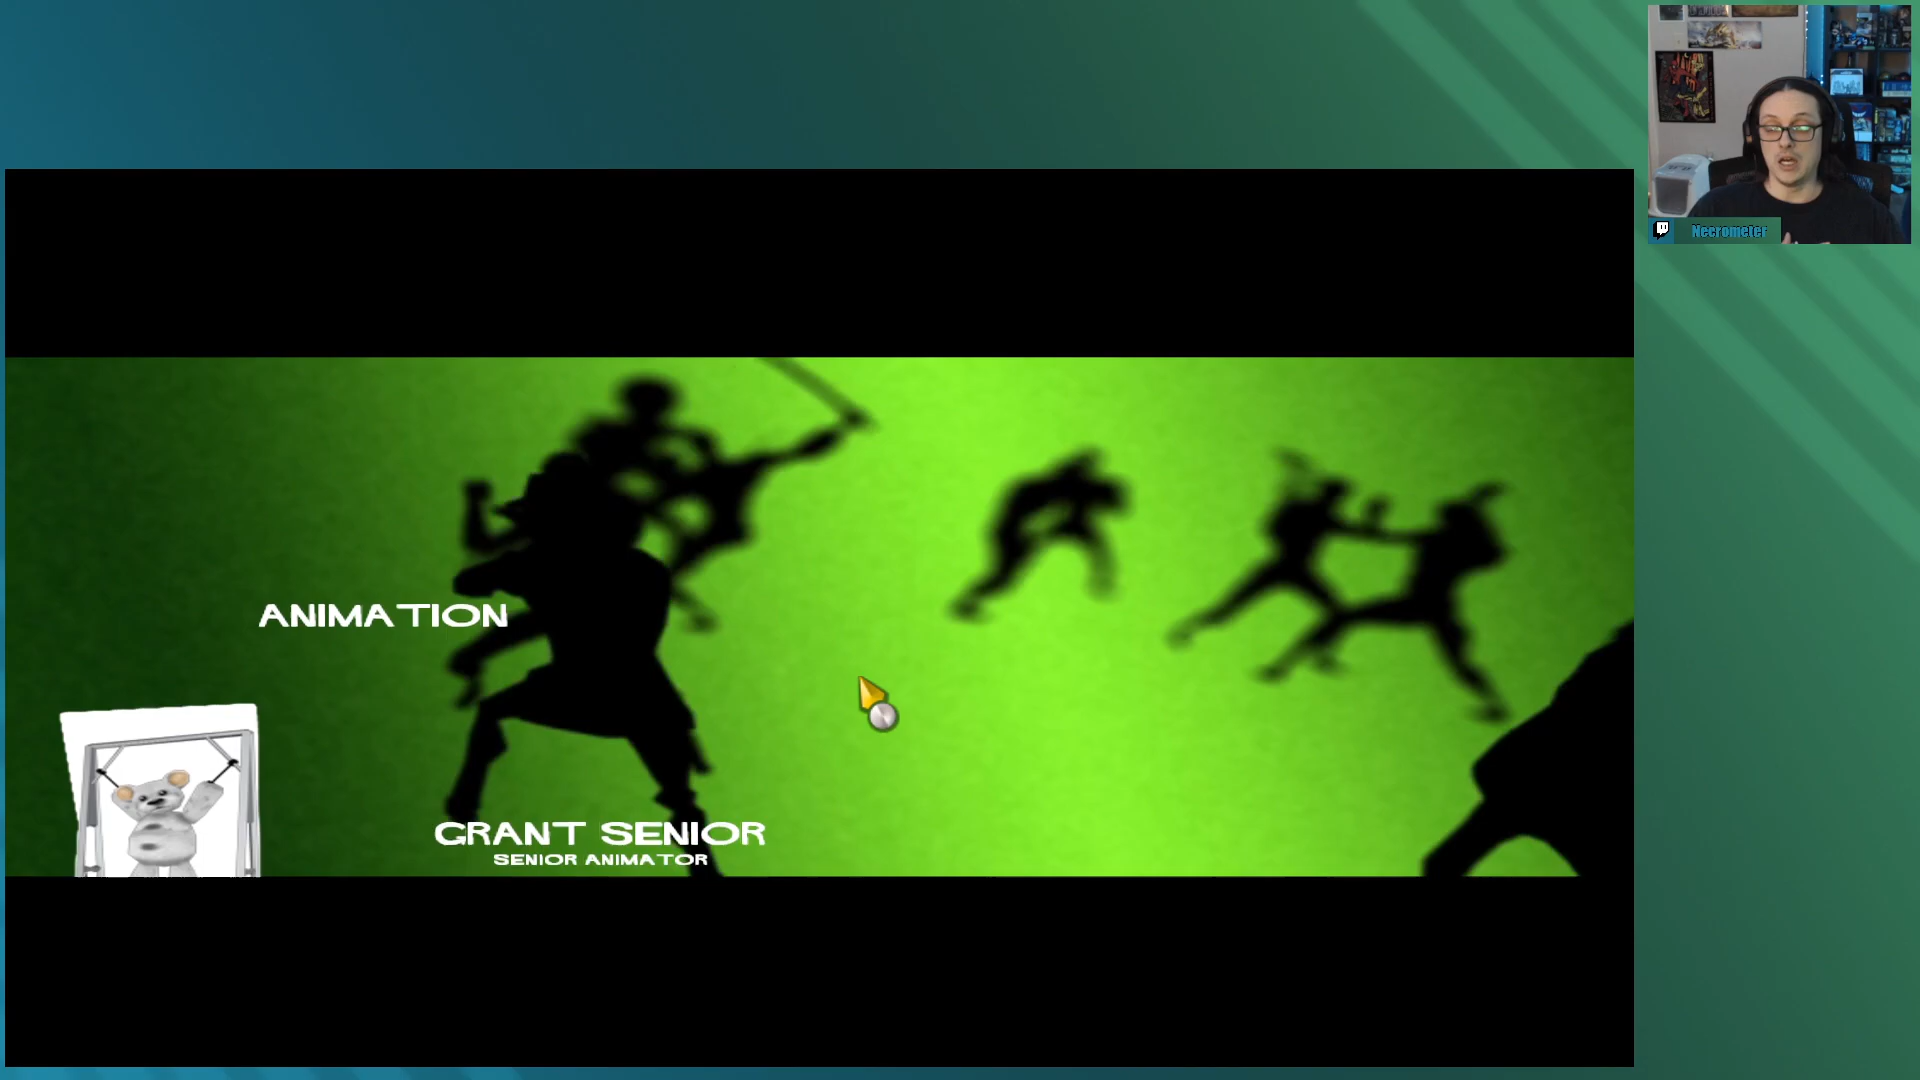 Necrometer
ANIMATION
GRANT SENIOR
SENIOR ANIMATOR